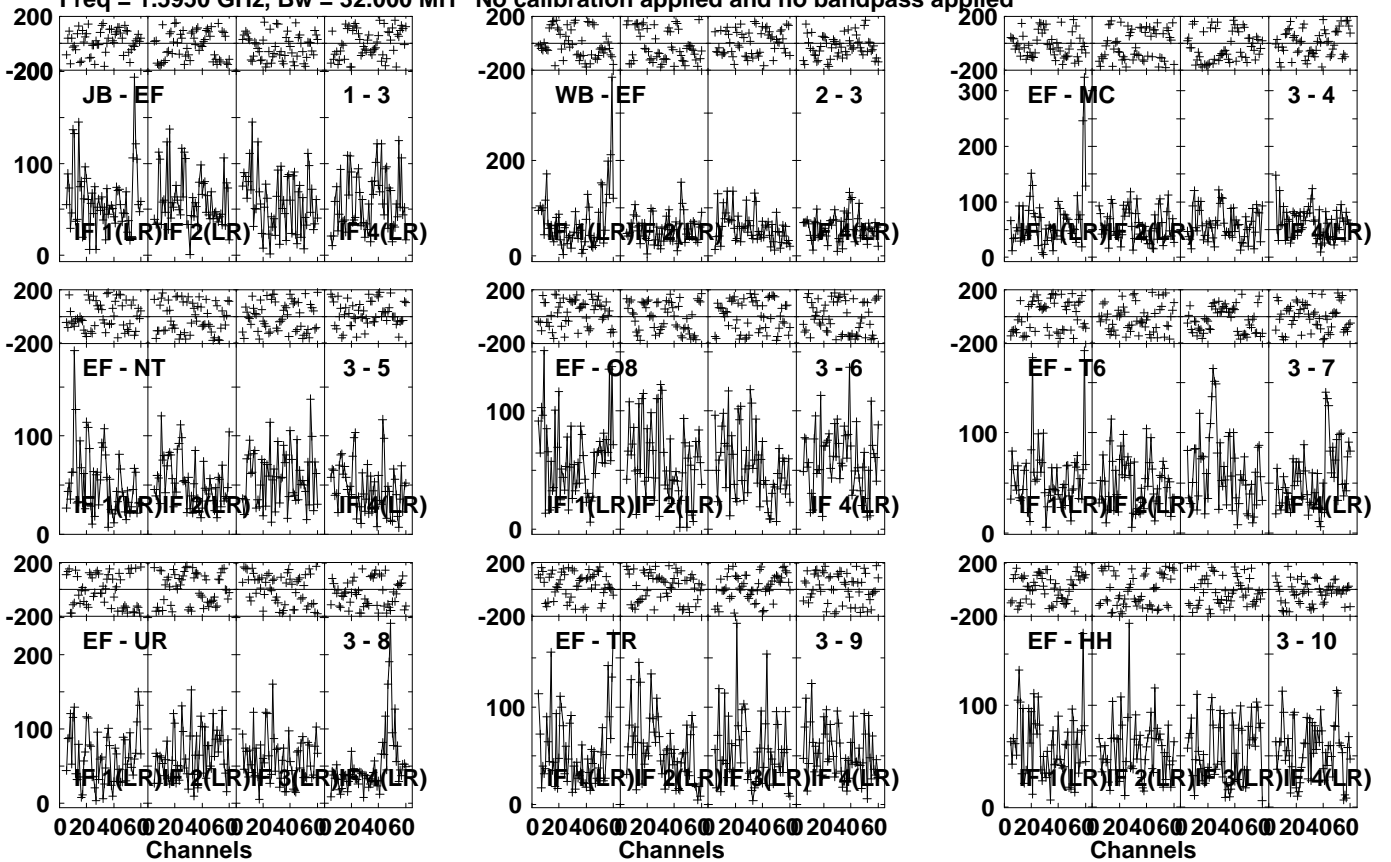 Freq = 1.5950 GHz, Bw = 32.000 MH No calibration applied and no bandpass applied
200
-200
JB - EF
1 - 3
200
100
0
IF 1(LR)
IF 2(LR)
IF 4(LR)
200
-200
WB - EF
2 - 3
200
0
IF 1(LR)
IF 2(LR)
IF 4(LR)
200
-200
EF - MC
3 - 4
300
200
100
0
IF 1(LR)
IF 2(LR)
IF 4(LR)
200
-200
EF - NT
3 - 5
100
0
IF 1(LR)
IF 2(LR)
IF 4(LR)
200
-200
EF - O8
3 - 6
100
0
IF 1(LR)
IF 2(LR)
IF 4(LR)
200
-200
EF - T6
3 - 7
100
0
IF 1(LR)
IF 2(LR)
IF 4(LR)
200
-200
EF - UR
3 - 8
200
100
0
IF 1(LR)
IF 2(LR)
IF 3(LR)
IF 4(LR)
0 20 40 60 0 20 40 60 0 20 40 60 0 20 40 60
Channels
200
-200
EF - TR
3 - 9
100
0
IF 1(LR)
IF 2(LR)
IF 3(LR)
IF 4(LR)
0 20 40 60 0 20 40 60 0 20 40 60 0 20 40 60
Channels
200
-200
EF - HH
3 - 10
100
0
IF 1(LR)
IF 2(LR)
IF 3(LR)
IF 4(LR)
0 20 40 60 0 20 40 60 0 20 40 60 0 20 40 60
Channels